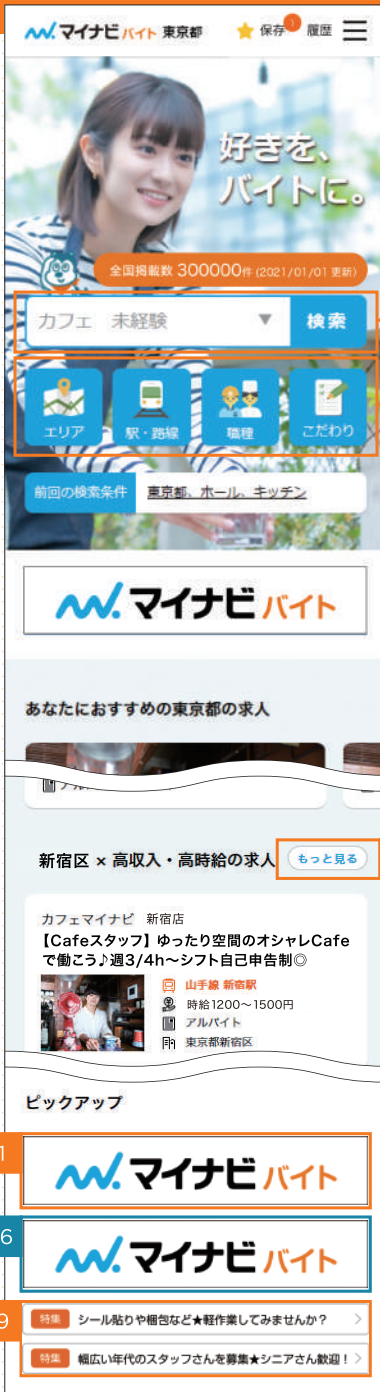 マイナビバイト 東京都 保存 1 履歴
好きを、
バイトに。
全国掲載数 300000件 (2021/01/01 更新)
カフェ 未経験 ▼ 検索
エリア 駅・路線 職種 こだわり
前回の検索条件 東京都、ホール、キッチン
マイナビバイト
あなたにおすすめの東京都の求人
新宿区 × 高収入・高時給の求人 もっと見る
カフェマイナビ 新宿店
【Cafeスタッフ】ゆったり空間のオシャレCafe
で働こう♪週3/4h〜シフト自己申告制◎
山手線 新宿駅
時給1200〜1500円
アルバイト
東京都新宿区
ピックアップ
1 マイナビバイト
6 マイナビバイト
9 特集 シール貼りや梱包など★軽作業してみませんか？
特集 幅広い年代のスタッフさんを募集★シニアさん歓迎！